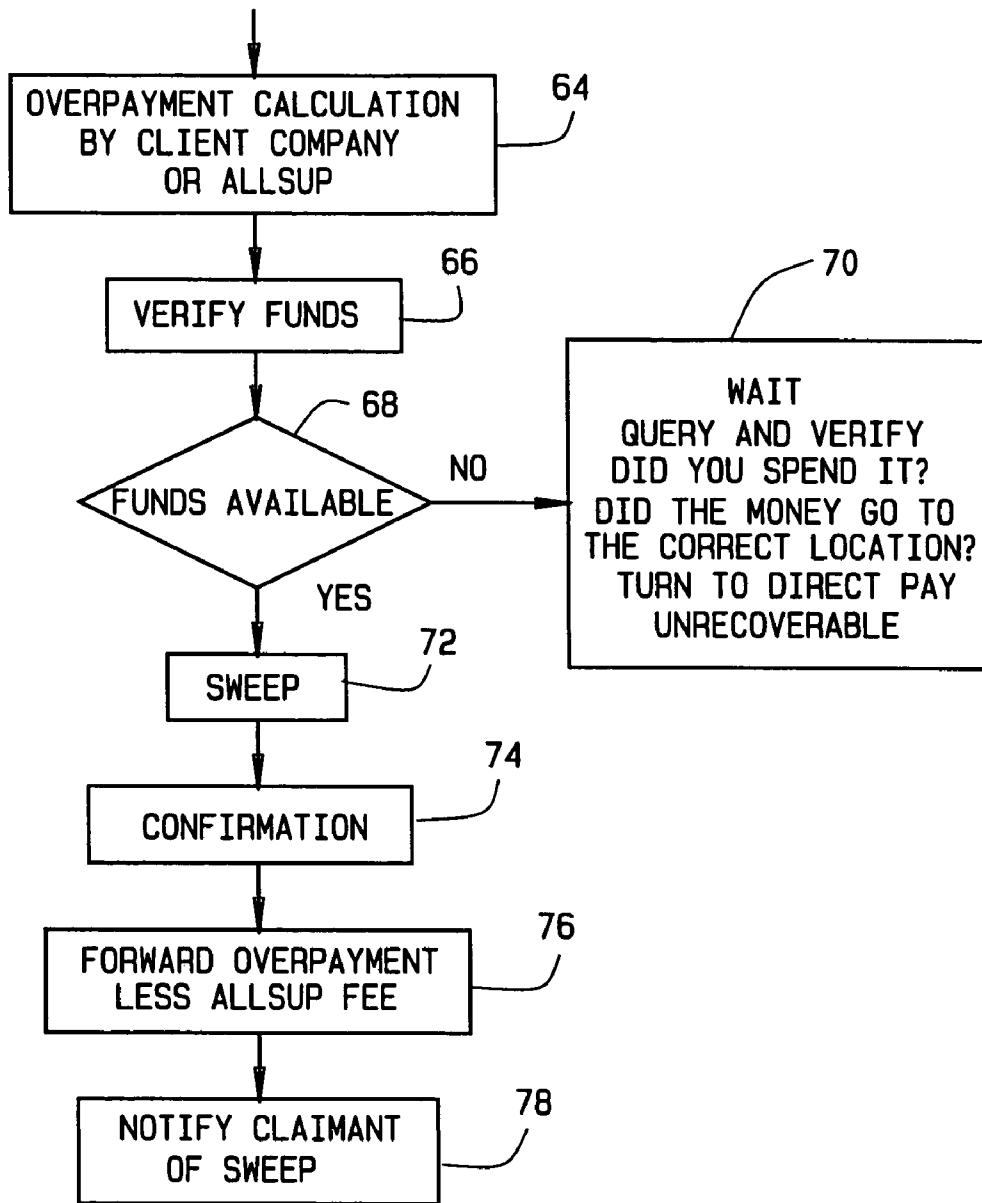 OVERPAYMENT CALCULATION
BY CLIENT COMPANY
OR ALLSUP
64
VERIFY FUNDS
66
FUNDS AVAILABLE
68
NO
YES
70
WAIT
QUERY AND VERIFY
DID YOU SPEND IT?
DID THE MONEY GO TO
THE CORRECT LOCATION?
TURN TO DIRECT PAY
UNRECOVERABLE
SWEEP
72
CONFIRMATION
74
FORWARD OVERPAYMENT
LESS ALLSUP FEE
76
NOTIFY CLAIMANT
OF SWEEP
78